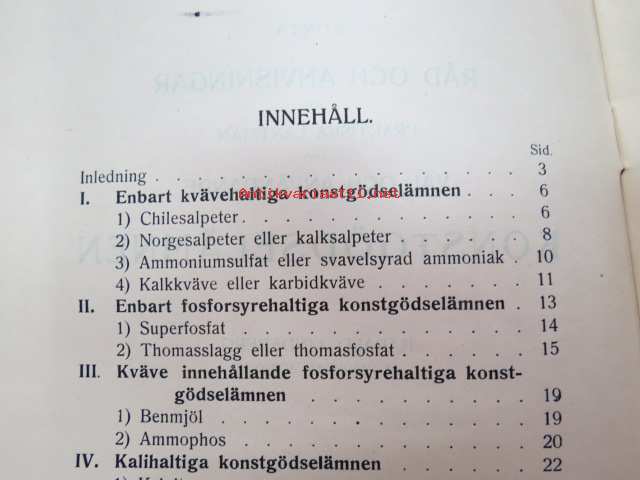 RÅD OCH ANVISNINGAR
INNEHÅLL.
Sid.
Inledning . . . . . . . . . . . . . . 3
I. Enbart kvävehaltiga konstgödselämnen . . . 6
1) Chilesalpeter . . . . . . . . . . . 6
2) Norgesalpeter eller kalksalpeter . . . . . 8
3) Ammoniumsulfat eller svavelsyrad ammoniak . 10
4) Kalkkväve eller karbidkväve . . . . . . 11
II. Enbart fosforsyrehaltiga konstgödselämnen . 13
1) Superfosfat . . . . . . . . . . . 14
2) Thomasslagg eller thomasfosfat . . . . . 15
III. Kväve innehållande fosforsyrehaltiga konst-
gödselämnen . . . . . . . . . 19
1) Benmjöl . . . . . . . . . . . . 19
2) Ammophos . . . . . . . . . . . 20
IV. Kalihaltiga konstgödselämnen . . . . . . 22